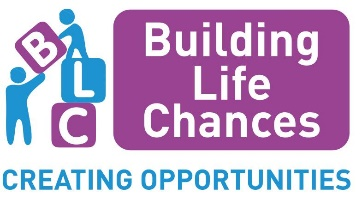 B
L
C
Building
Life
Chances
CREATING OPPORTUNITIES